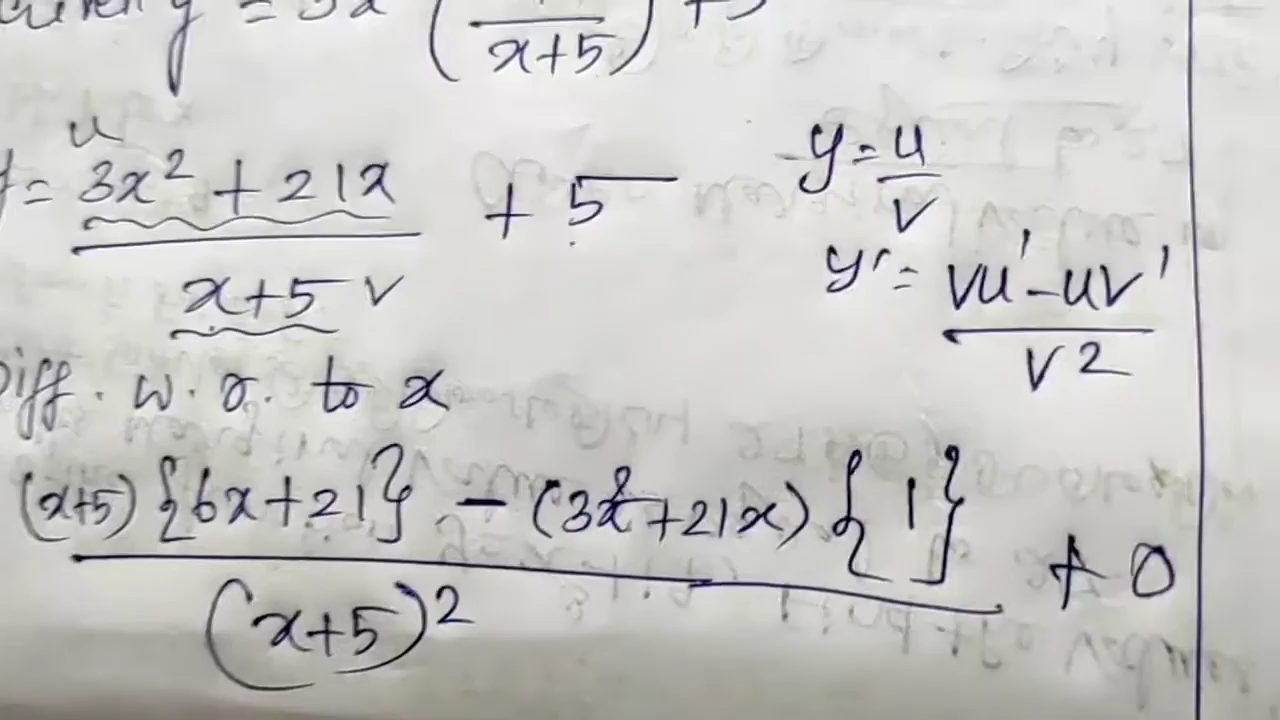 y = 3x ( / x+5 ) + 5
u
= 3x² + 21x / x+5 v + 5
y = u / v
y' = vu' - uv' / v²
Diff. w. r. to x
(x+5) {6x+21} - (3x²+21x) {1} / (x+5)² + 0